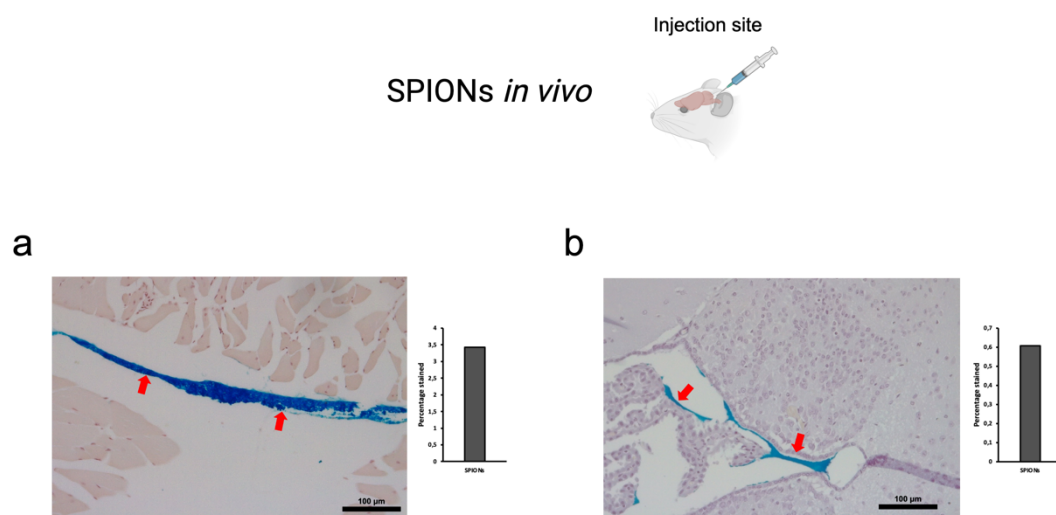 Injection site
SPIONs in vivo
a
b
Percentage stained
4
3,5
3
2,5
2
1,5
1
0,5
0
SPIONs
100 µm
Percentage stained
0,7
0,6
0,5
0,4
0,3
0,2
0,1
0
SPIONs
100 µm